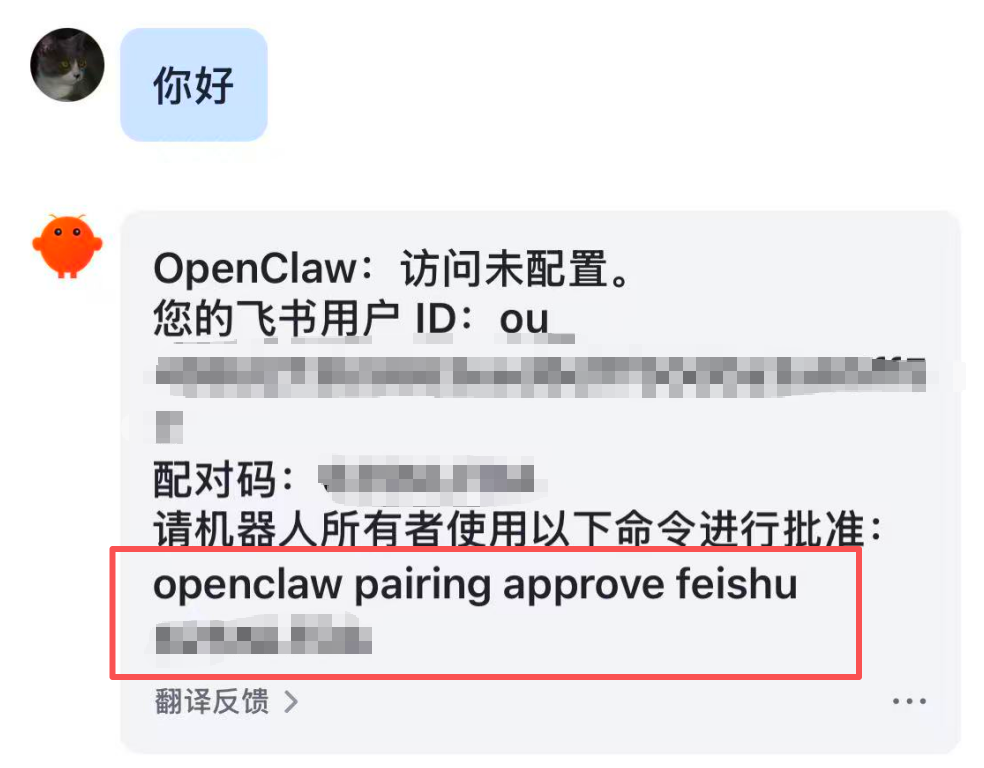 你好
OpenClaw：访问未配置。
您的飞书用户 ID：ou_
配对码：
请机器人所有者使用以下命令进行批准：
openclaw pairing approve feishu
翻译反馈